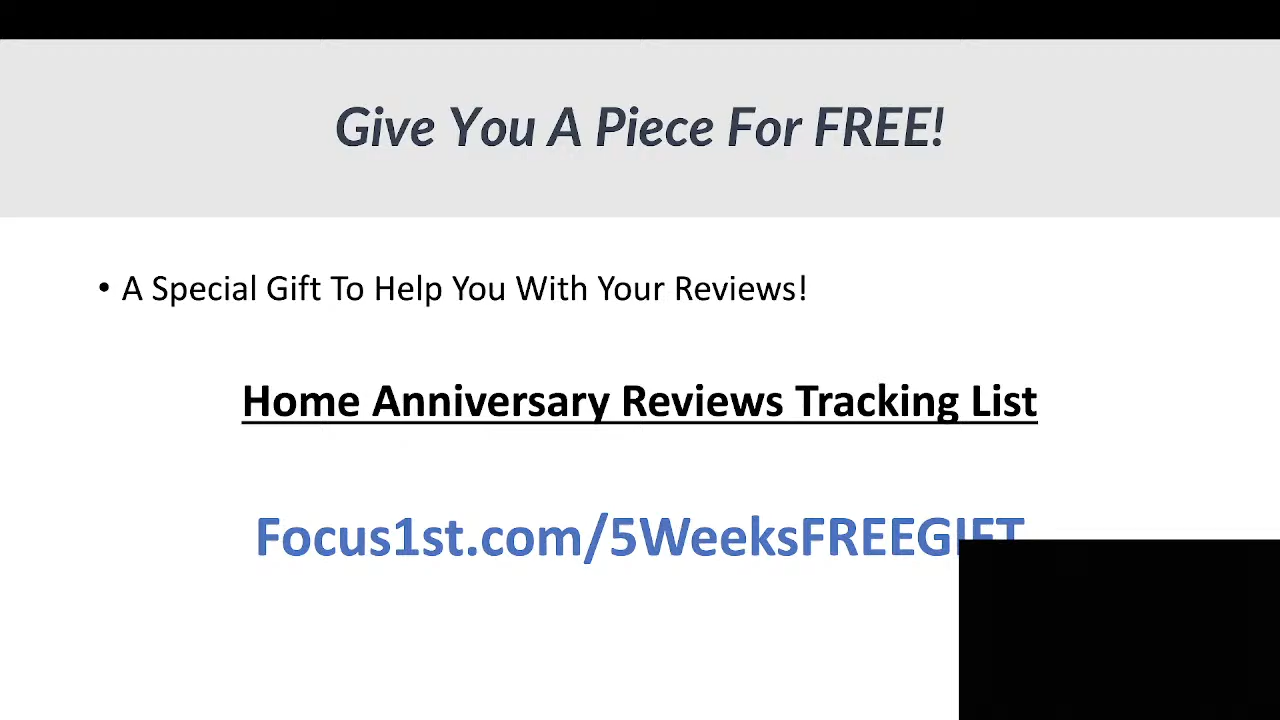 Give You A Piece For FREE!
• A Special Gift To Help You With Your Reviews!
Home Anniversary Reviews Tracking List
Focus1st.com/5WeeksFREEGIFT